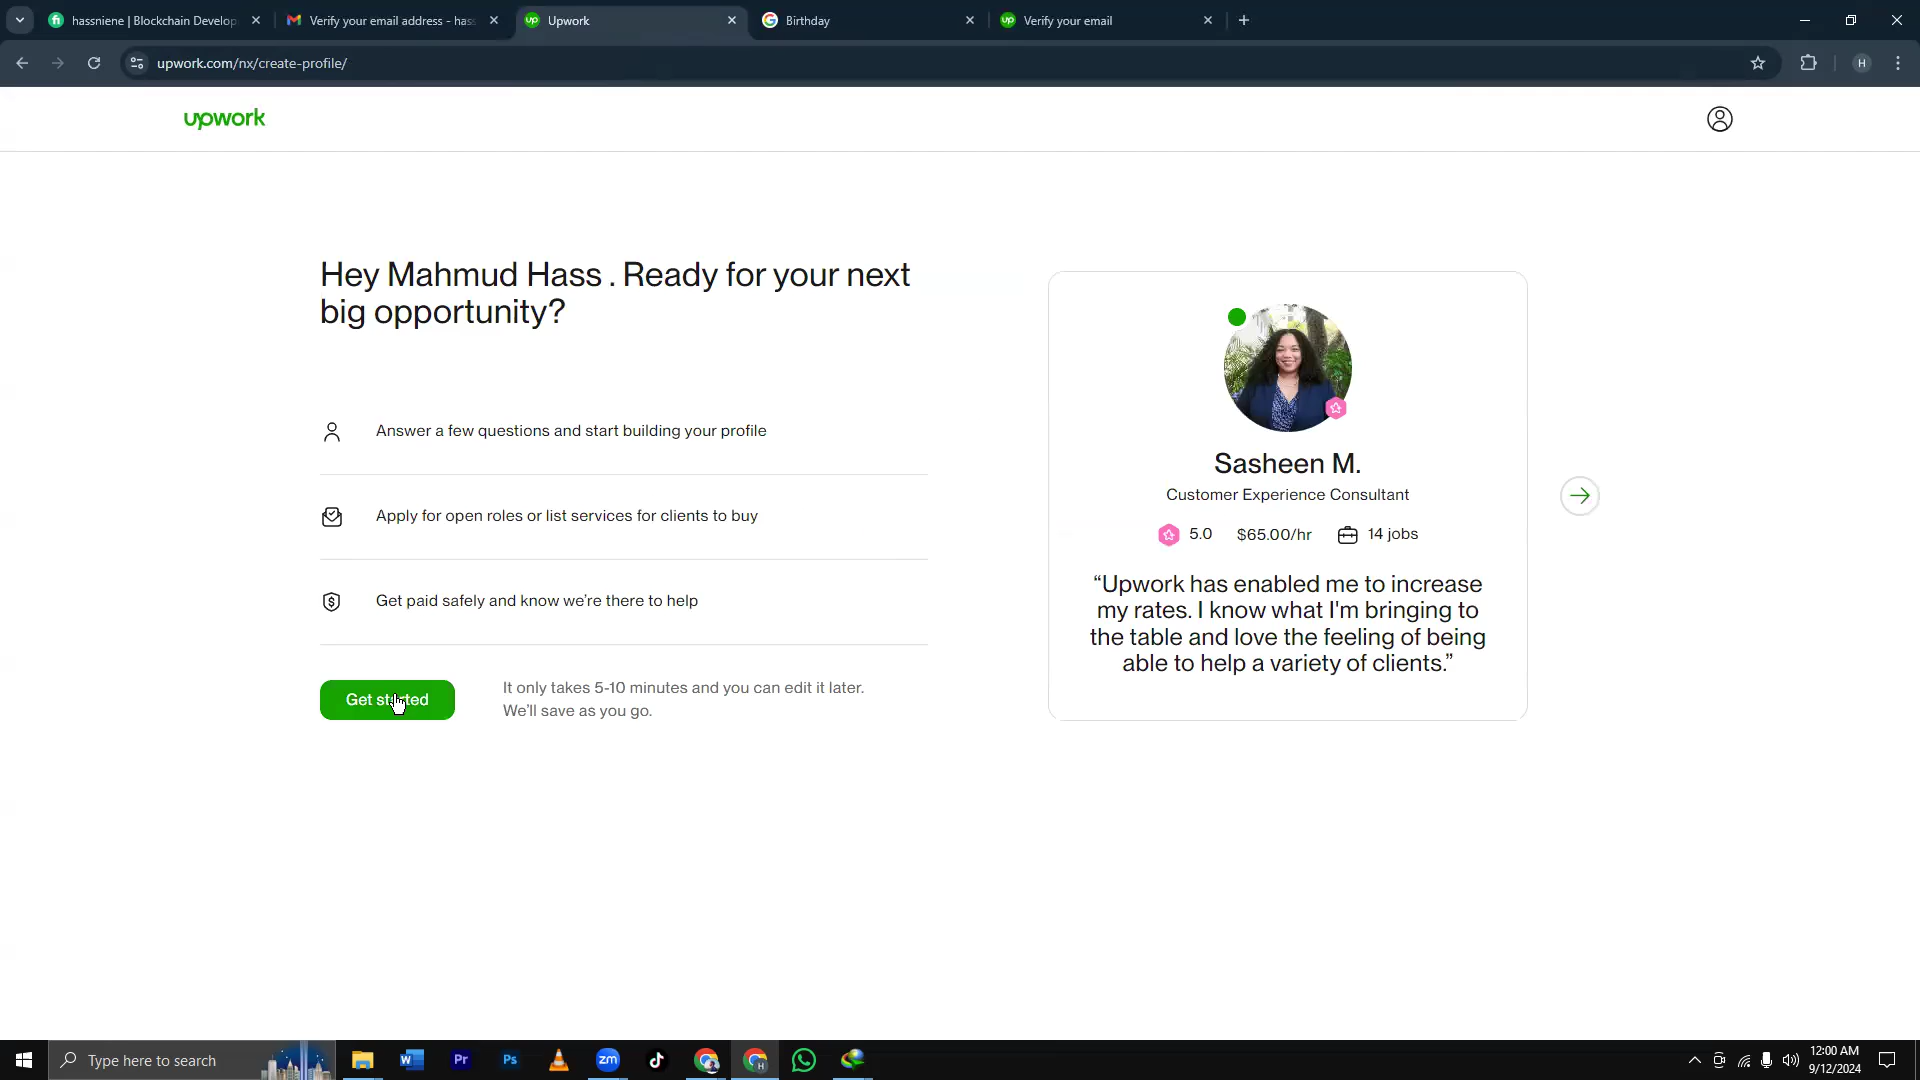 hassniene | Blockchain Develop
Verify your email address - hass
Upwork
Birthday
Verify your email
upwork.com/nx/create-profile/
H
upwork
Hey Mahmud Hass . Ready for your next
big opportunity?
Answer a few questions and start building your profile
Apply for open roles or list services for clients to buy
Get paid safely and know we’re there to help
Get started
It only takes 5-10 minutes and you can edit it later.
We’ll save as you go.
Sasheen M.
Customer Experience Consultant
5.0 $65.00/hr 14 jobs
“Upwork has enabled me to increase
my rates. I know what I'm bringing to
the table and love the feeling of being
able to help a variety of clients.”
Type here to search
12:00 AM
9/12/2024